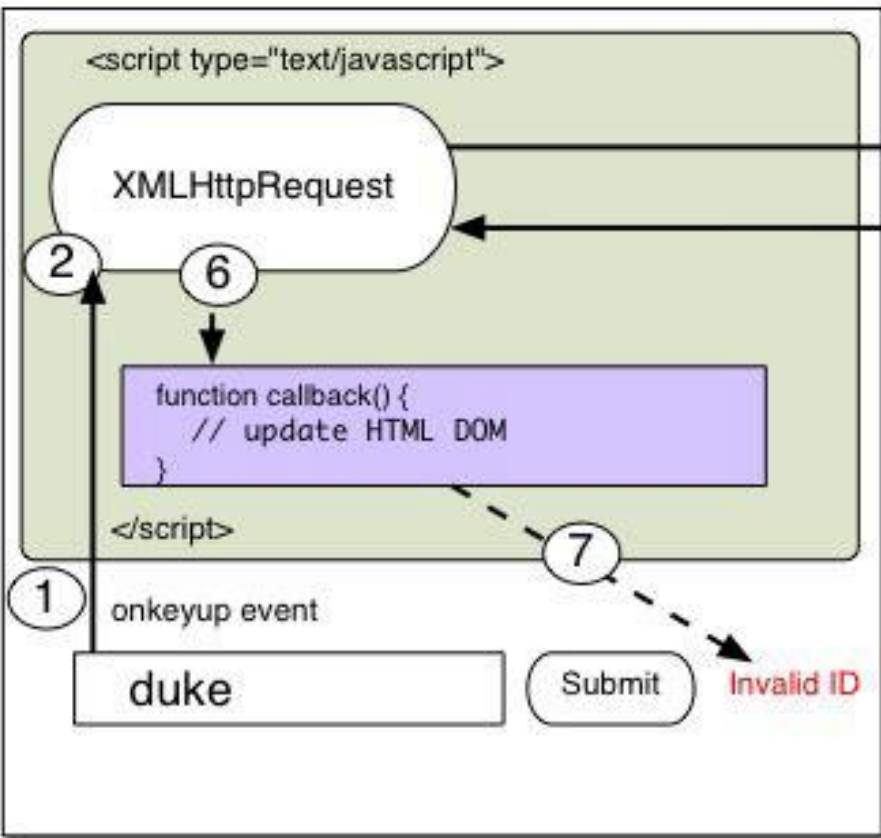 <script type="text/javascript">
XMLHttpRequest
2
6
function callback() {
// update HTML DOM
}
</script>
7
1
onkeyup event
duke
Submit
Invalid ID